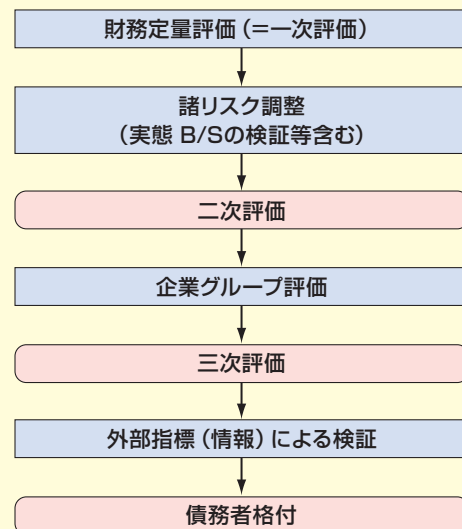 財務定量評価（＝一次評価）
諸リスク調整
（実態 B/Sの検証等含む）
二次評価
企業グループ評価
三次評価
外部指標（情報）による検証
債務者格付